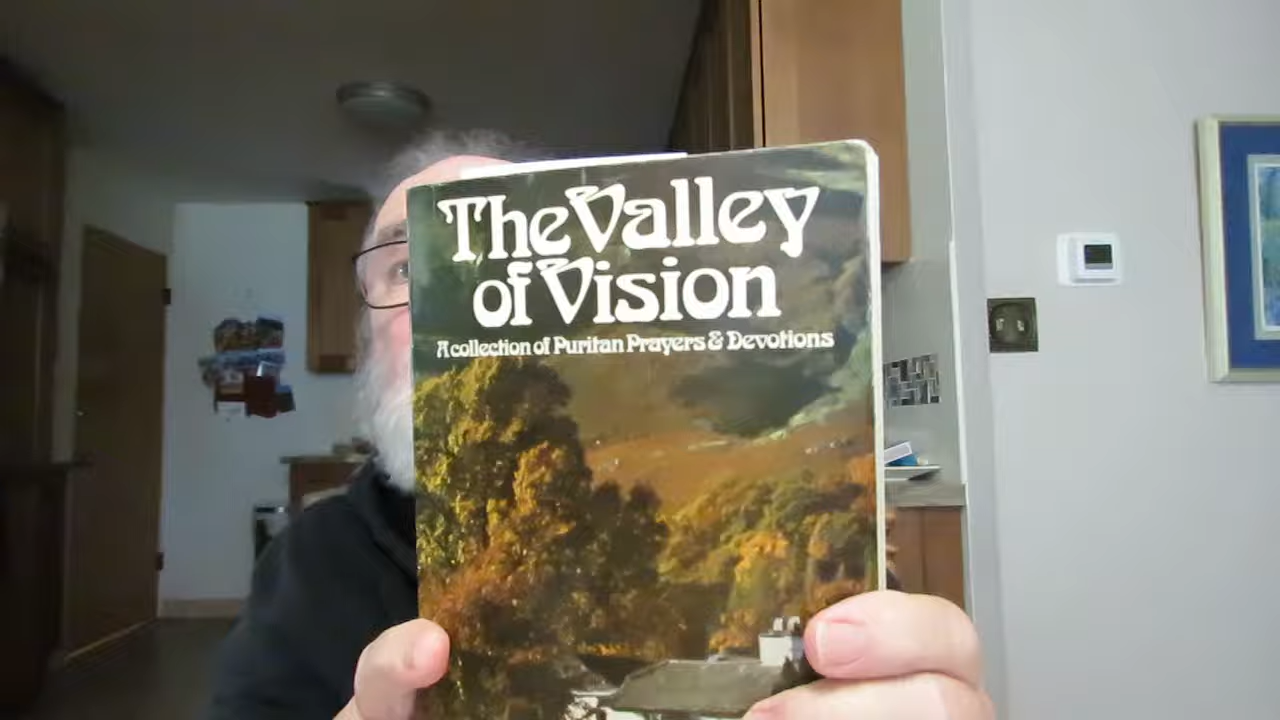 The Valley
of Vision
A collection of Puritan Prayers & Devotions